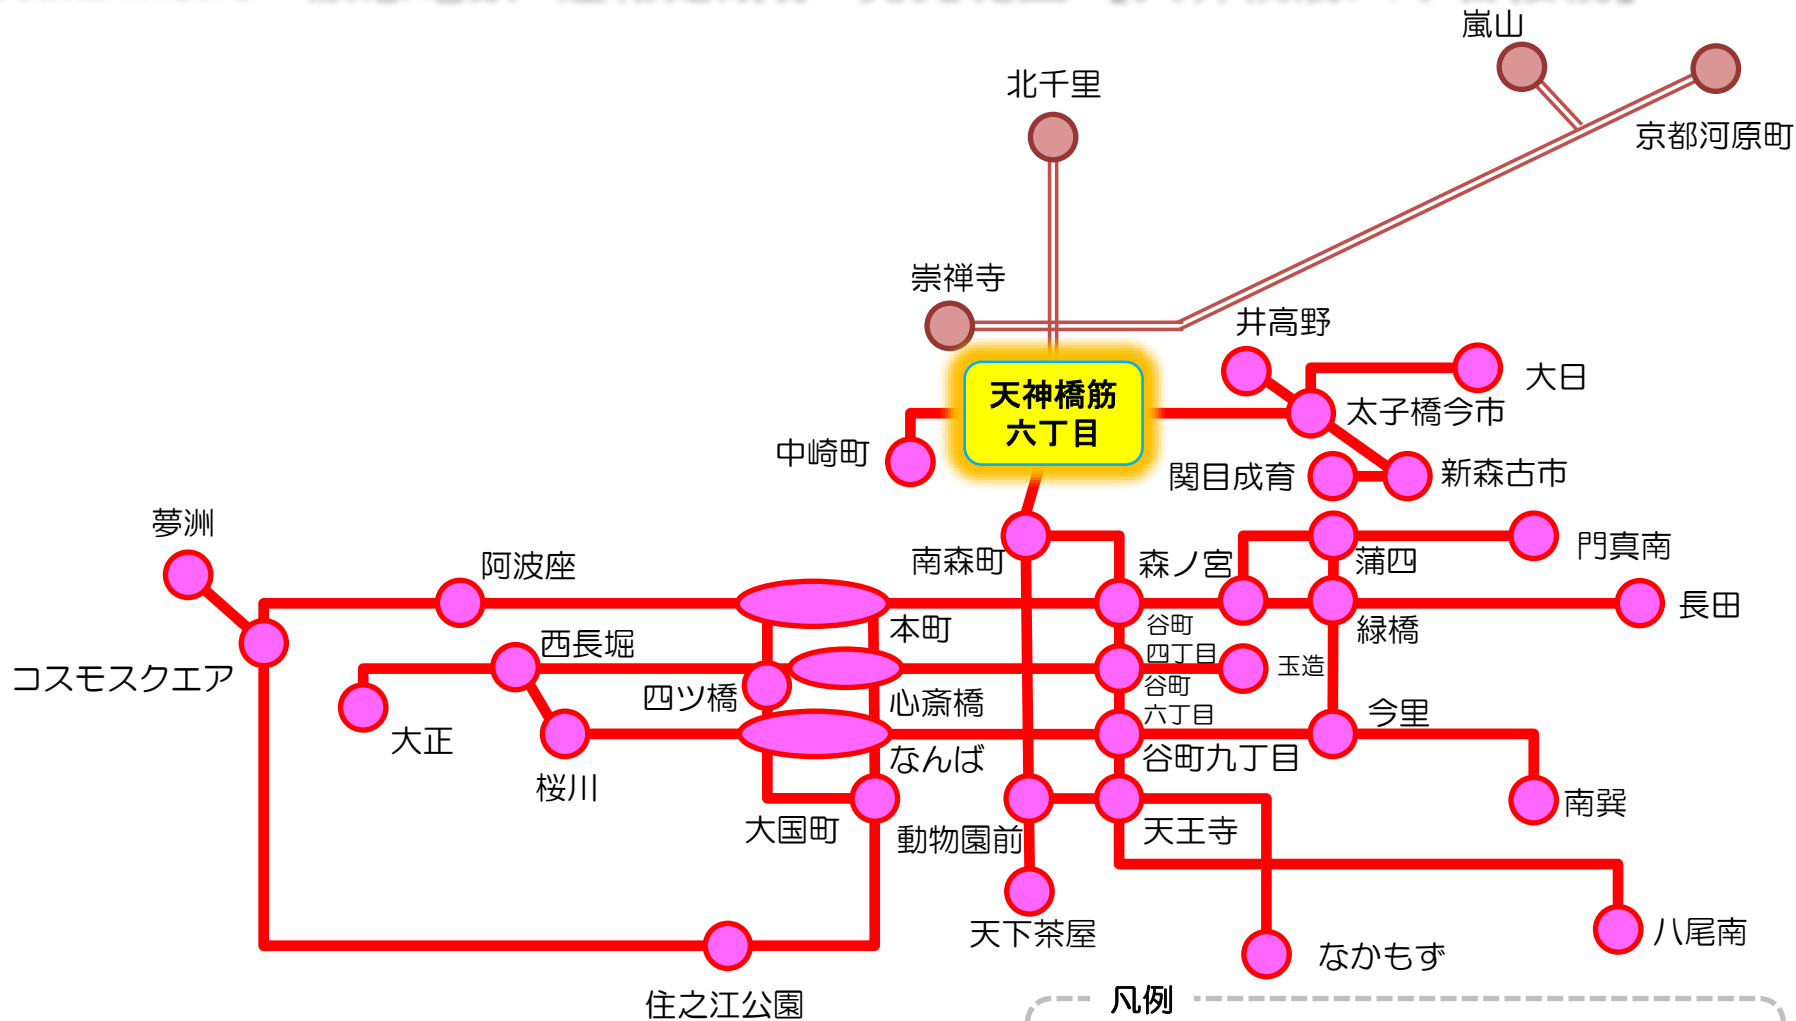 嵐山
北千里
京都河原町
崇禅寺
井高野
大日
天神橋筋
六丁目
太子橋今市
中崎町
関目成育
新森古市
夢洲
阿波座
南森町
森ノ宮
蒲四
門真南
本町
谷町
四丁目
緑橋
長田
コスモスクエア
西長堀
四ツ橋
心斎橋
谷町
六丁目
玉造
大正
桜川
なんば
谷町九丁目
今里
南巽
大国町
動物園前
天王寺
天下茶屋
なかもず
八尾南
住之江公園
凡例